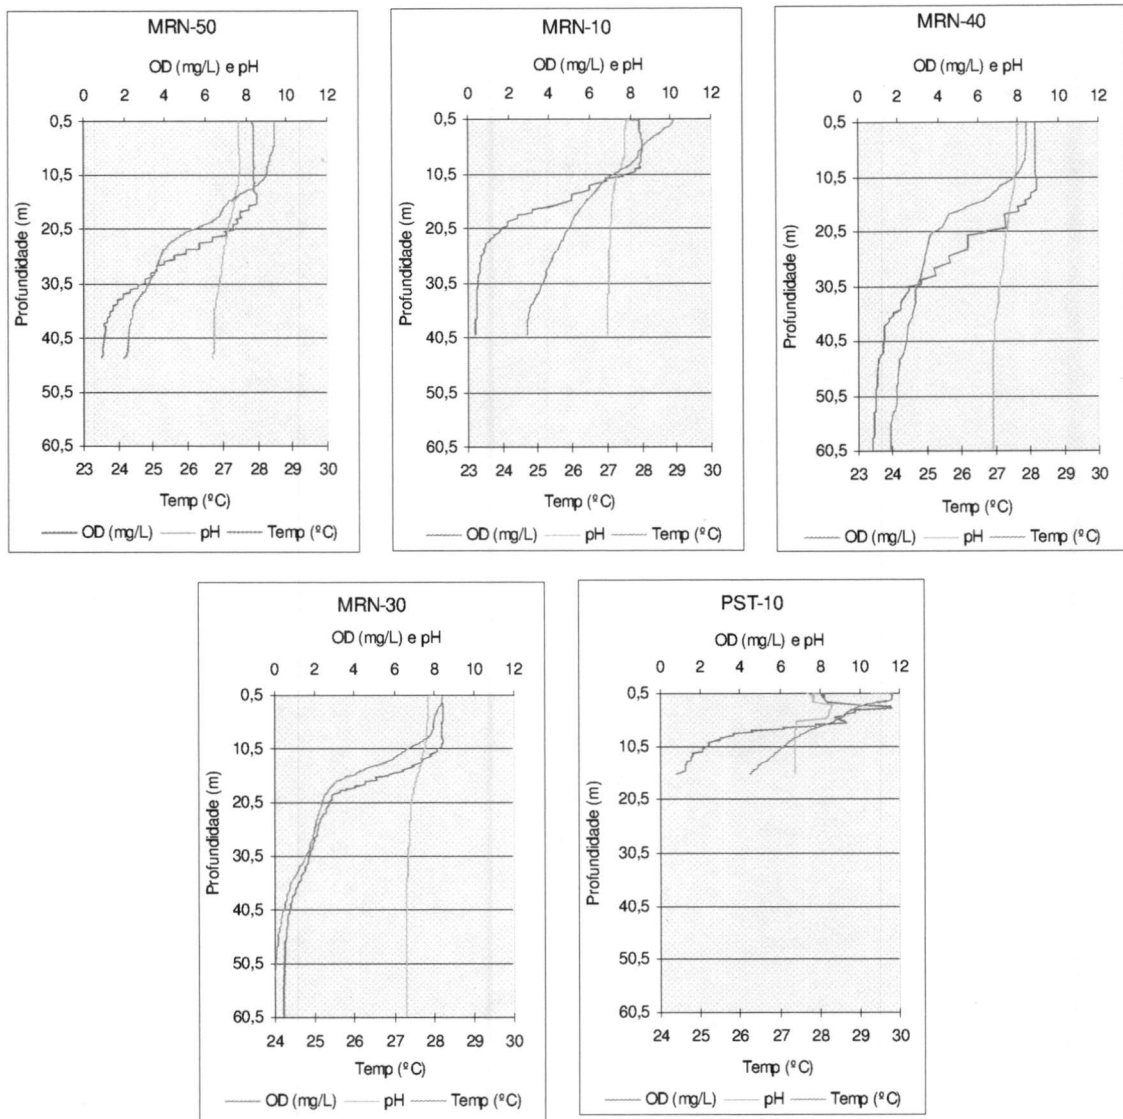 MRN-50
OD (mg/L) e pH
0 2 4 6 8 10 12
0,5
10,5
20,5
30,5
40,5
50,5
60,5
Profundidade (m)
23 24 25 26 27 28 29 30
Temp (ºC)
OD (mg/L) pH Temp (ºC)
MRN-10
OD (mg/L) e pH
0 2 4 6 8 10 12
0,5
10,5
20,5
30,5
40,5
50,5
60,5
Profundidade (m)
23 24 25 26 27 28 29 30
Temp (ºC)
OD (mg/L) pH Temp (ºC)
MRN-40
OD (mg/L) e pH
0 2 4 6 8 10 12
0,5
10,5
20,5
30,5
40,5
50,5
60,5
Profundidade (m)
23 24 25 26 27 28 29 30
Temp (ºC)
OD (mg/L) pH Temp (ºC)
MRN-30
OD (mg/L) e pH
0 2 4 6 8 10 12
0,5
10,5
20,5
30,5
40,5
50,5
60,5
Profundidade (m)
24 25 26 27 28 29 30
Temp (ºC)
OD (mg/L) pH Temp (ºC)
PST-10
OD (mg/L) e pH
0 2 4 6 8 10 12
0,5
10,5
20,5
30,5
40,5
50,5
60,5
Profundidade (m)
24 25 26 27 28 29 30
Temp (ºC)
OD (mg/L) pH Temp (ºC)